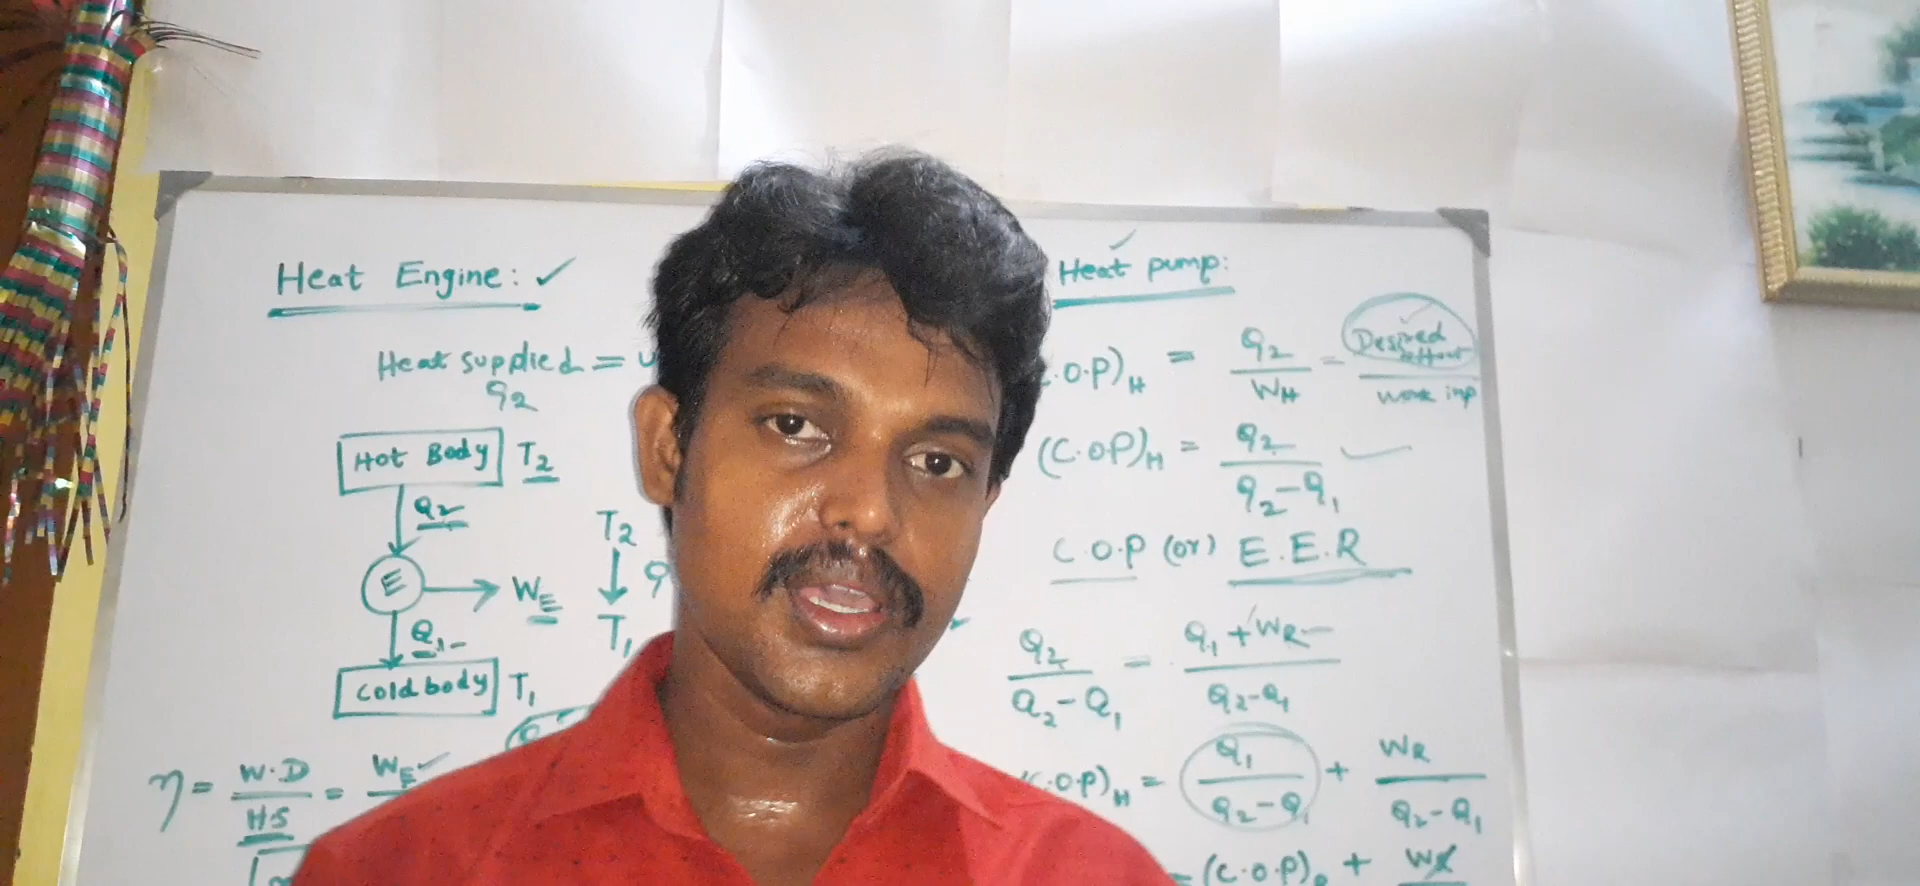 Heat Engine: ✓
Heat supplied =
Q2
Hot Body T2
Q2
E → WE
Q1
Cold body T1
T2
↓ Q
T1
η = W.D / H.S = WE
Heat pump:
.O.P)H = Q2 / WH = Desired effect / work inp
(C.O.P)H = Q2 / Q2 – Q1
C.O.P (or) E.E.R
Q2 / Q2 – Q1 = Q1 + WR / Q2 – Q1
.O.P)H = Q1 / Q2 – Q1 + WR / Q2 – Q1
= (C.O.P)R + WR